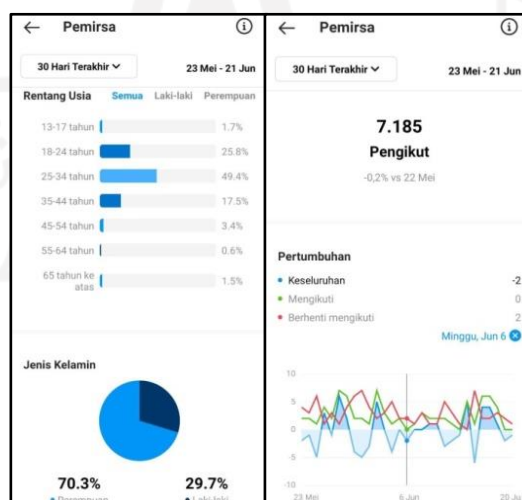 Pemirsa
30 Hari Terakhir
23 Mei - 21 Jun
Rentang Usia Semua Laki-laki Perempuan
13-17 tahun 1.7%
18-24 tahun 25.8%
25-34 tahun 49.4%
35-44 tahun 17.5%
45-54 tahun 3.4%
55-64 tahun 0.6%
65 tahun ke
atas 1.5%
Jenis Kelamin
70.3% 29.7%
Perempuan Laki-laki
Pemirsa
30 Hari Terakhir
23 Mei - 21 Jun
7.185
Pengikut
-0,2% vs 22 Mei
Pertumbuhan
Keseluruhan -2
Mengikuti 0
Berhenti mengikuti 2
Minggu, Jun 6
10
5
0
-5
-10
23 Mei 6 Jun 20 Ju